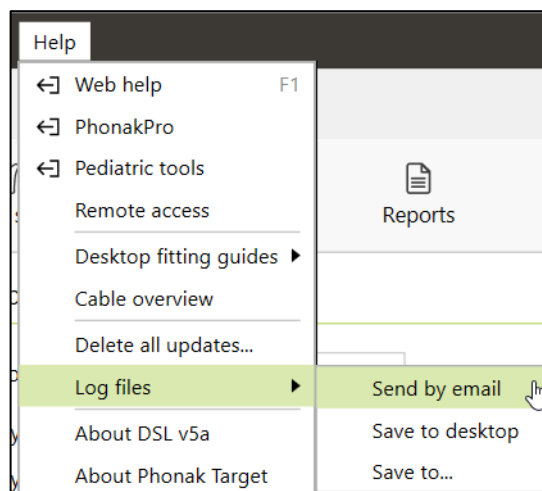 Help
Web help F1
PhonakPro
Pediatric tools
Remote access
Reports
Desktop fitting guides
Cable overview
Delete all updates...
Log files
Send by email
About DSL v5a
Save to desktop
About Phonak Target
Save to...